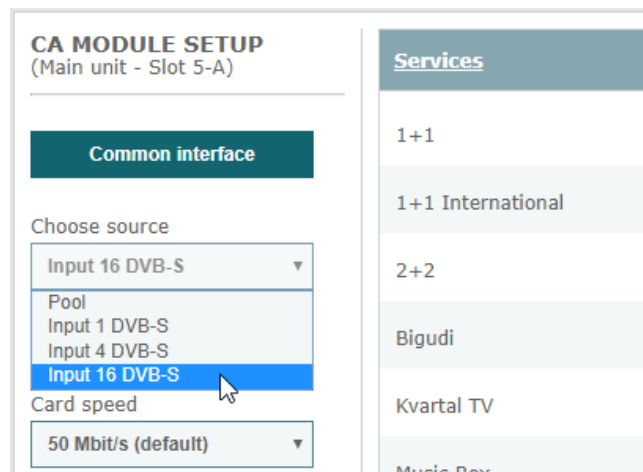 CA MODULE SETUP
(Main unit - Slot 5-A)
Common interface
Choose source
Input 16 DVB-S
Pool
Input 1 DVB-S
Input 4 DVB-S
Input 16 DVB-S
Card speed
50 Mbit/s (default)
Services
1+1
1+1 International
2+2
Bigudi
Kvartal TV
Music Box